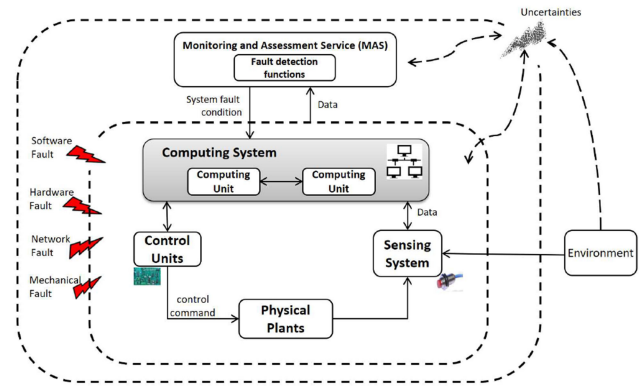 Uncertainties
Monitoring and Assessment Service (MAS)
Fault detection
functions
System fault
condition
Data
Software
Fault
Computing System
Computing
Unit
Computing
Unit
Hardware
Fault
Data
Network
Fault
Control
Units
Sensing
System
Environment
Mechanical
Fault
control
command
Physical
Plants